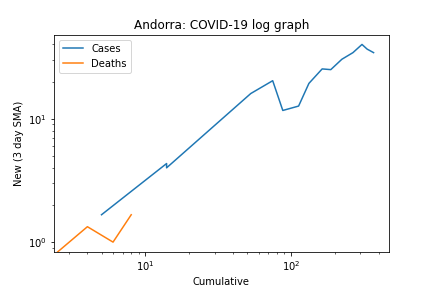 Andorra: COVID-19 log graph
Cases
Deaths
New (3 day SMA)
10¹
10⁰
10¹
10²
Cumulative